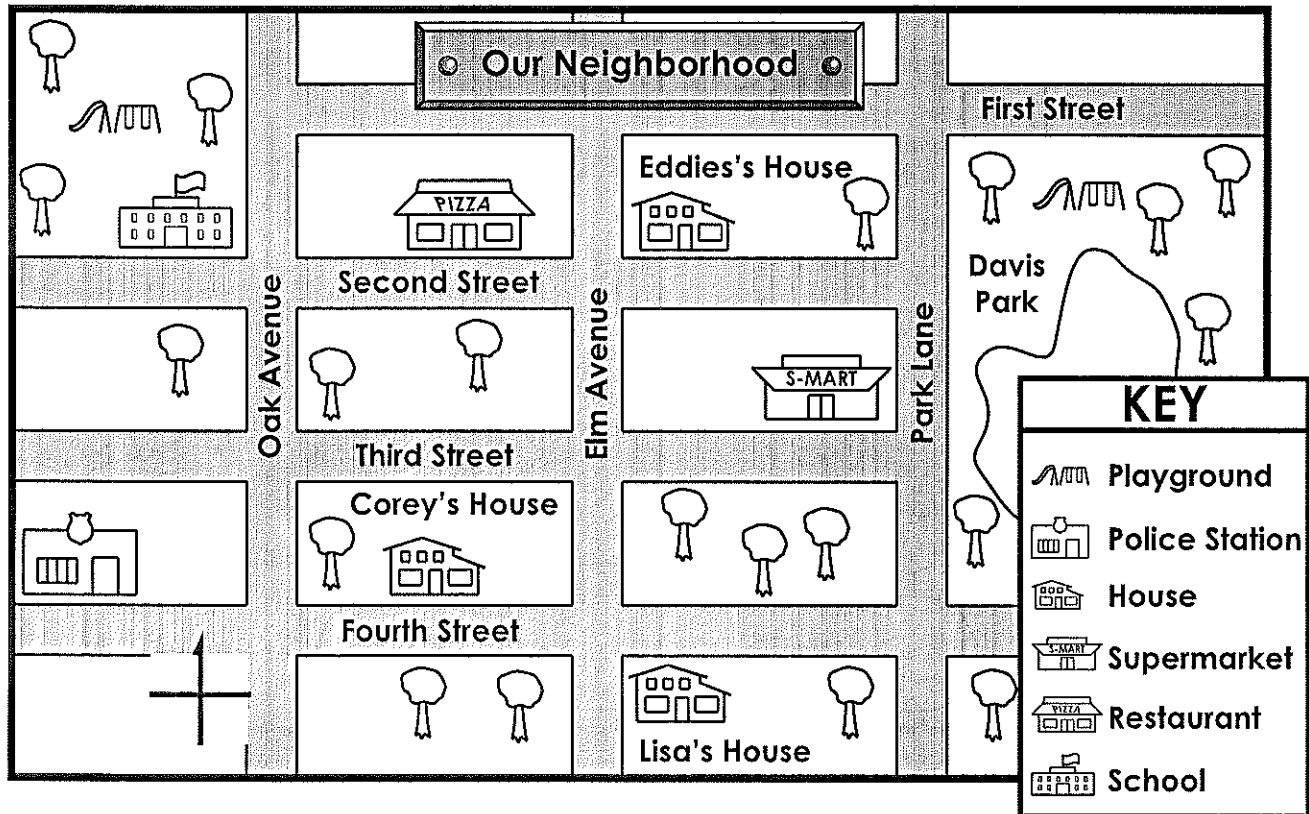 Our Neighborhood
First Street
Eddies's House
PIZZA
Second Street
Davis
Park
Oak Avenue
Elm Avenue
Park Lane
S-MART
Third Street
Corey's House
Fourth Street
Lisa's House
KEY
Playground
Police Station
House
S-MART
Supermarket
PIZZA
Restaurant
School